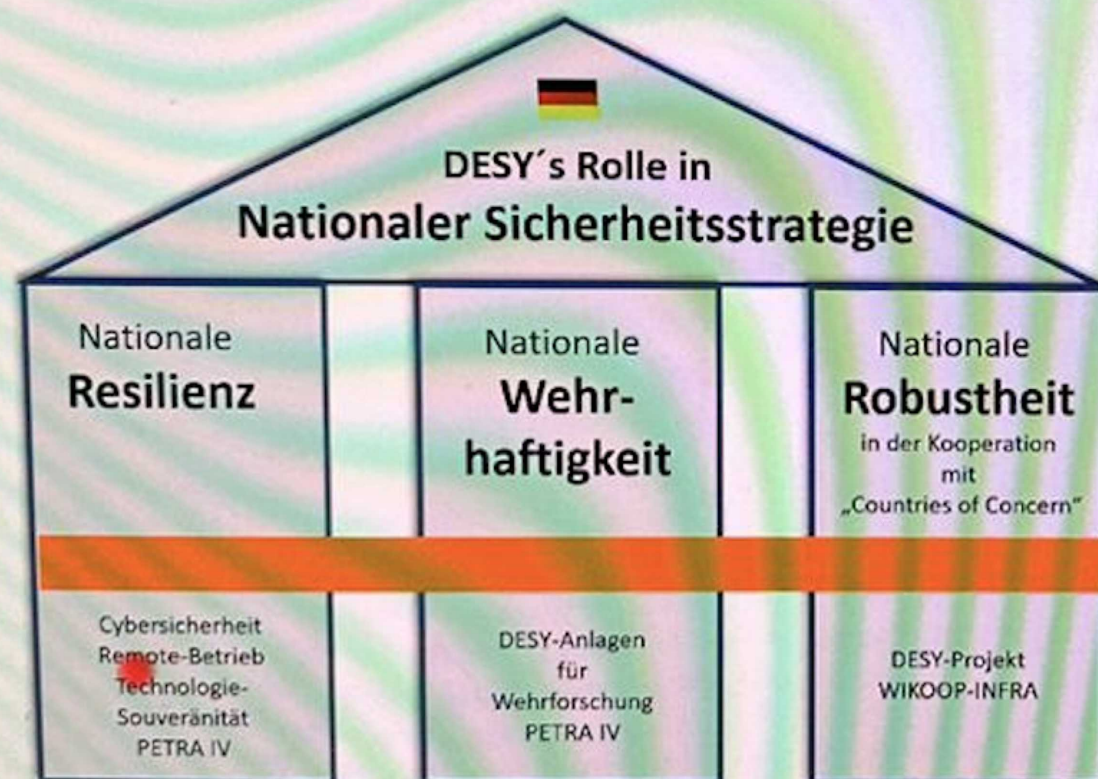 DESY´s Rolle in
Nationaler Sicherheitsstrategie
Nationale
Resilienz
Nationale
Wehr-
haftigkeit
Nationale
Robustheit
in der Kooperation
mit
„Countries of Concern“
Cybersicherheit
Remote-Betrieb
Technologie-
Souveränität
PETRA IV
DESY-Anlagen
für
Wehrforschung
PETRA IV
DESY-Projekt
WIKOOP-INFRA